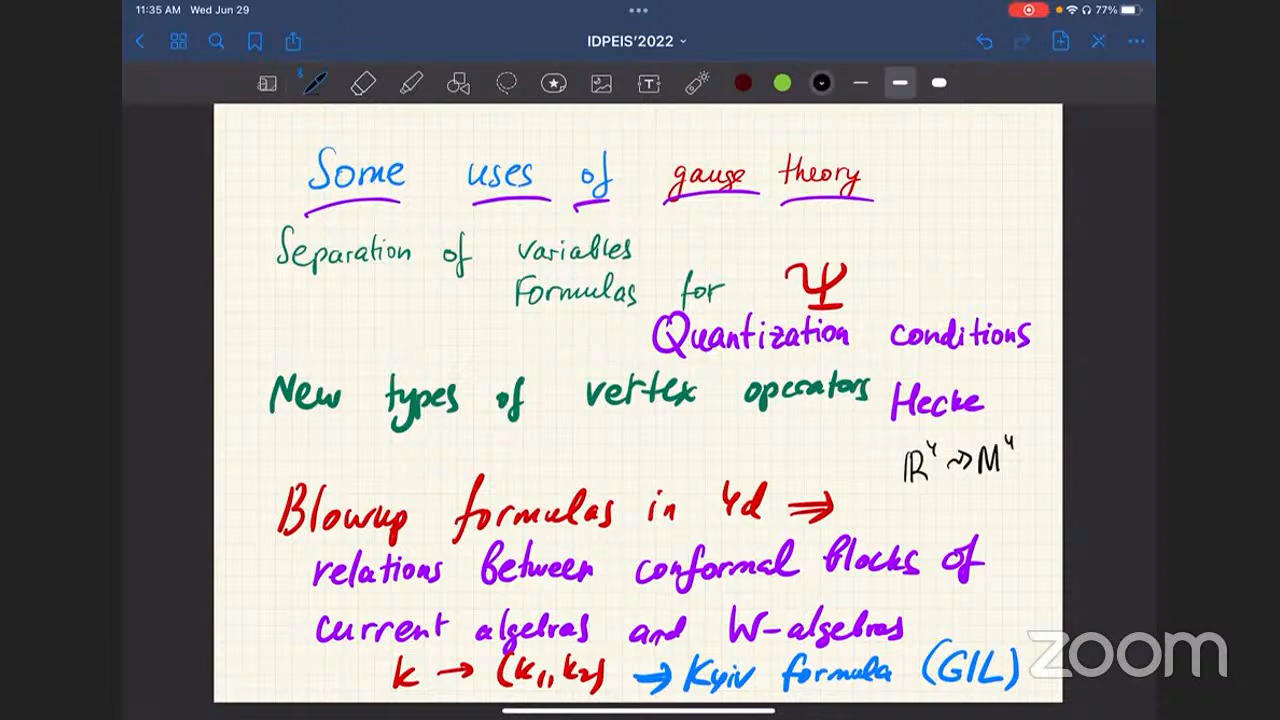 11:35 AM Wed Jun 29
77%
IDPEIS'2022
Some uses of gauge theory
Separation of variables
Formulas for Ψ
Quantization conditions
New types of vertex operators Hecke
ℝ⁴ ⇝ M⁴
Blowup formulas in 4d ⇒
relations between conformal blocks of
current algebras and W-algebras
k → (k₁, k₂) → Kyiv formula (GIL)
zoom